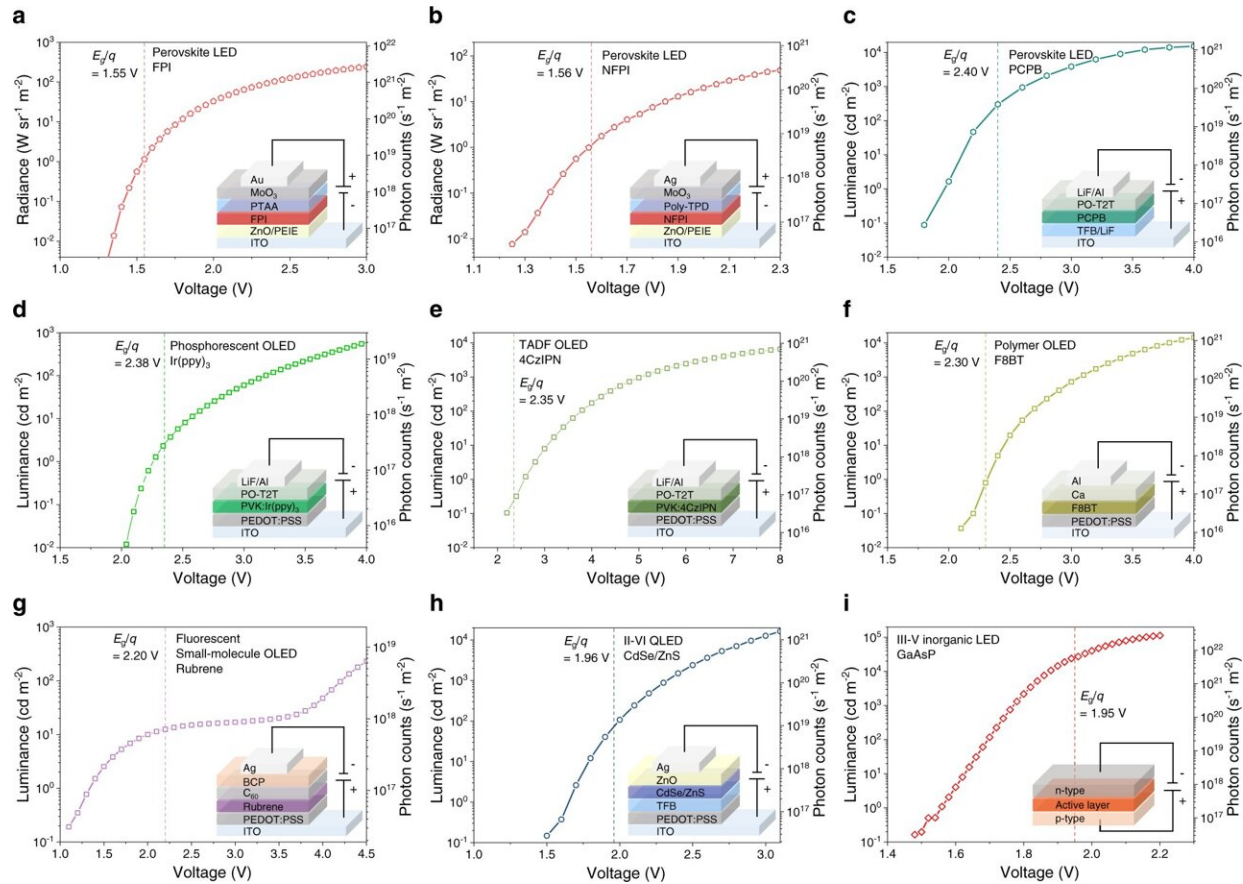 a
E_g/q
= 1.55 V
Perovskite LED
FPI
Radiance (W sr⁻¹ m⁻²)
10³
10²
10¹
10⁰
10⁻¹
10⁻²
10²²
10²¹
10²⁰
10¹⁹
10¹⁸
10¹⁷
Photon counts (s⁻¹ m⁻²)
Au
MoO₃
PTAA
FPI
ZnO/PEIE
ITO
+
-
1.0 1.5 2.0 2.5 3.0
Voltage (V)
b
E_g/q
= 1.56 V
Perovskite LED
NFPI
Radiance (W sr⁻¹ m⁻²)
10²
10¹
10⁰
10⁻¹
10⁻²
10²¹
10²⁰
10¹⁹
10¹⁸
10¹⁷
Photon counts (s⁻¹ m⁻²)
Ag
MoO₃
Poly-TPD
NFPI
ZnO/PEIE
ITO
+
-
1.1 1.3 1.5 1.7 1.9 2.1 2.3
Voltage (V)
c
E_g/q
= 2.40 V
Perovskite LED
PCPB
Luminance (cd m⁻²)
10⁴
10³
10²
10¹
10⁰
10⁻¹
10⁻²
10²¹
10²⁰
10¹⁹
10¹⁸
10¹⁷
10¹⁶
Photon counts (s⁻¹ m⁻²)
LiF/Al
PO-T2T
PCPB
TFB/LiF
ITO
-
+
1.5 2.0 2.5 3.0 3.5 4.0
Voltage (V)
d
E_g/q
= 2.38 V
Phosphorescent OLED
Ir(ppy)₃
Luminance (cd m⁻²)
10³
10²
10¹
10⁰
10⁻¹
10⁻²
10¹⁹
10¹⁸
10¹⁷
10¹⁶
Photon counts (s⁻¹ m⁻²)
LiF/Al
PO-T2T
PVK:Ir(ppy)₃
PEDOT:PSS
ITO
-
+
1.5 2.0 2.5 3.0 3.5 4.0
Voltage (V)
e
TADF OLED
4CzIPN
E_g/q
= 2.35 V
Luminance (cd m⁻²)
10⁴
10³
10²
10¹
10⁰
10⁻¹
10⁻²
10²¹
10²⁰
10¹⁹
10¹⁸
10¹⁷
10¹⁶
Photon counts (s⁻¹ m⁻²)
LiF/Al
PO-T2T
PVK:4CzIPN
PEDOT:PSS
ITO
-
+
2 3 4 5 6 7 8
Voltage (V)
f
E_g/q
= 2.30 V
Polymer OLED
F8BT
Luminance (cd m⁻²)
10⁴
10³
10²
10¹
10⁰
10⁻¹
10⁻²
10²¹
10²⁰
10¹⁹
10¹⁸
10¹⁷
10¹⁶
Photon counts (s⁻¹ m⁻²)
Al
Ca
F8BT
PEDOT:PSS
ITO
-
+
1.5 2.0 2.5 3.0 3.5 4.0
Voltage (V)
g
E_g/q
= 2.20 V
Fluorescent
Small-molecule OLED
Rubrene
Luminance (cd m⁻²)
10³
10²
10¹
10⁰
10⁻¹
10¹⁹
10¹⁸
10¹⁷
Photon counts (s⁻¹ m⁻²)
Ag
BCP
C₆₀
Rubrene
PEDOT:PSS
ITO
-
+
1.0 1.5 2.0 2.5 3.0 3.5 4.0 4.5
Voltage (V)
h
E_g/q
= 1.96 V
II-VI QLED
CdSe/ZnS
Luminance (cd m⁻²)
10⁴
10³
10²
10¹
10⁰
10⁻¹
10²¹
10²⁰
10¹⁹
10¹⁸
10¹⁷
Photon counts (s⁻¹ m⁻²)
Ag
ZnO
CdSe/ZnS
TFB
PEDOT:PSS
ITO
-
+
1.0 1.5 2.0 2.5 3.0
Voltage (V)
i
III-V inorganic LED
GaAsP
E_g/q
= 1.95 V
Luminance (cd m⁻²)
10⁵
10⁴
10³
10²
10¹
10⁰
10⁻¹
10²²
10²¹
10²⁰
10¹⁹
10¹⁸
10¹⁷
Photon counts (s⁻¹ m⁻²)
n-type
Active layer
p-type
-
+
1.4 1.6 1.8 2.0 2.2
Voltage (V)